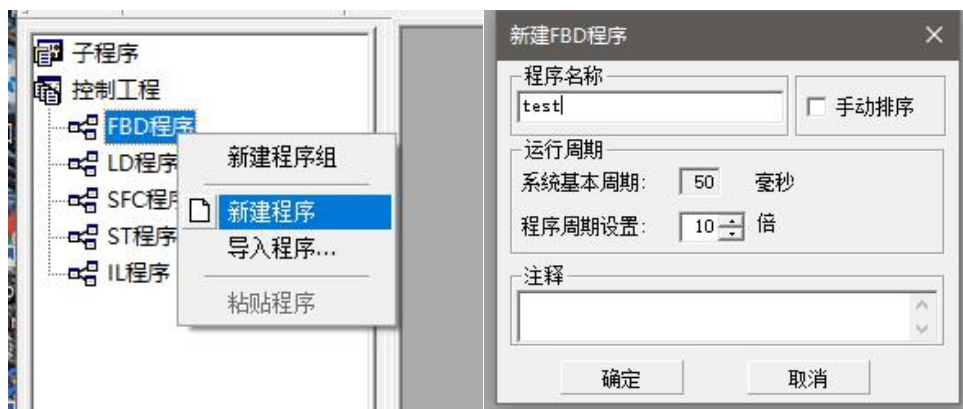 子程序
控制工程
FBD程序
LD程序
SFC程序
ST程序
IL程序
新建程序组
新建程序
导入程序...
粘贴程序
新建FBD程序
程序名称
test
手动排序
运行周期
系统基本周期: 50 毫秒
程序周期设置: 10 倍
注释
确定 取消